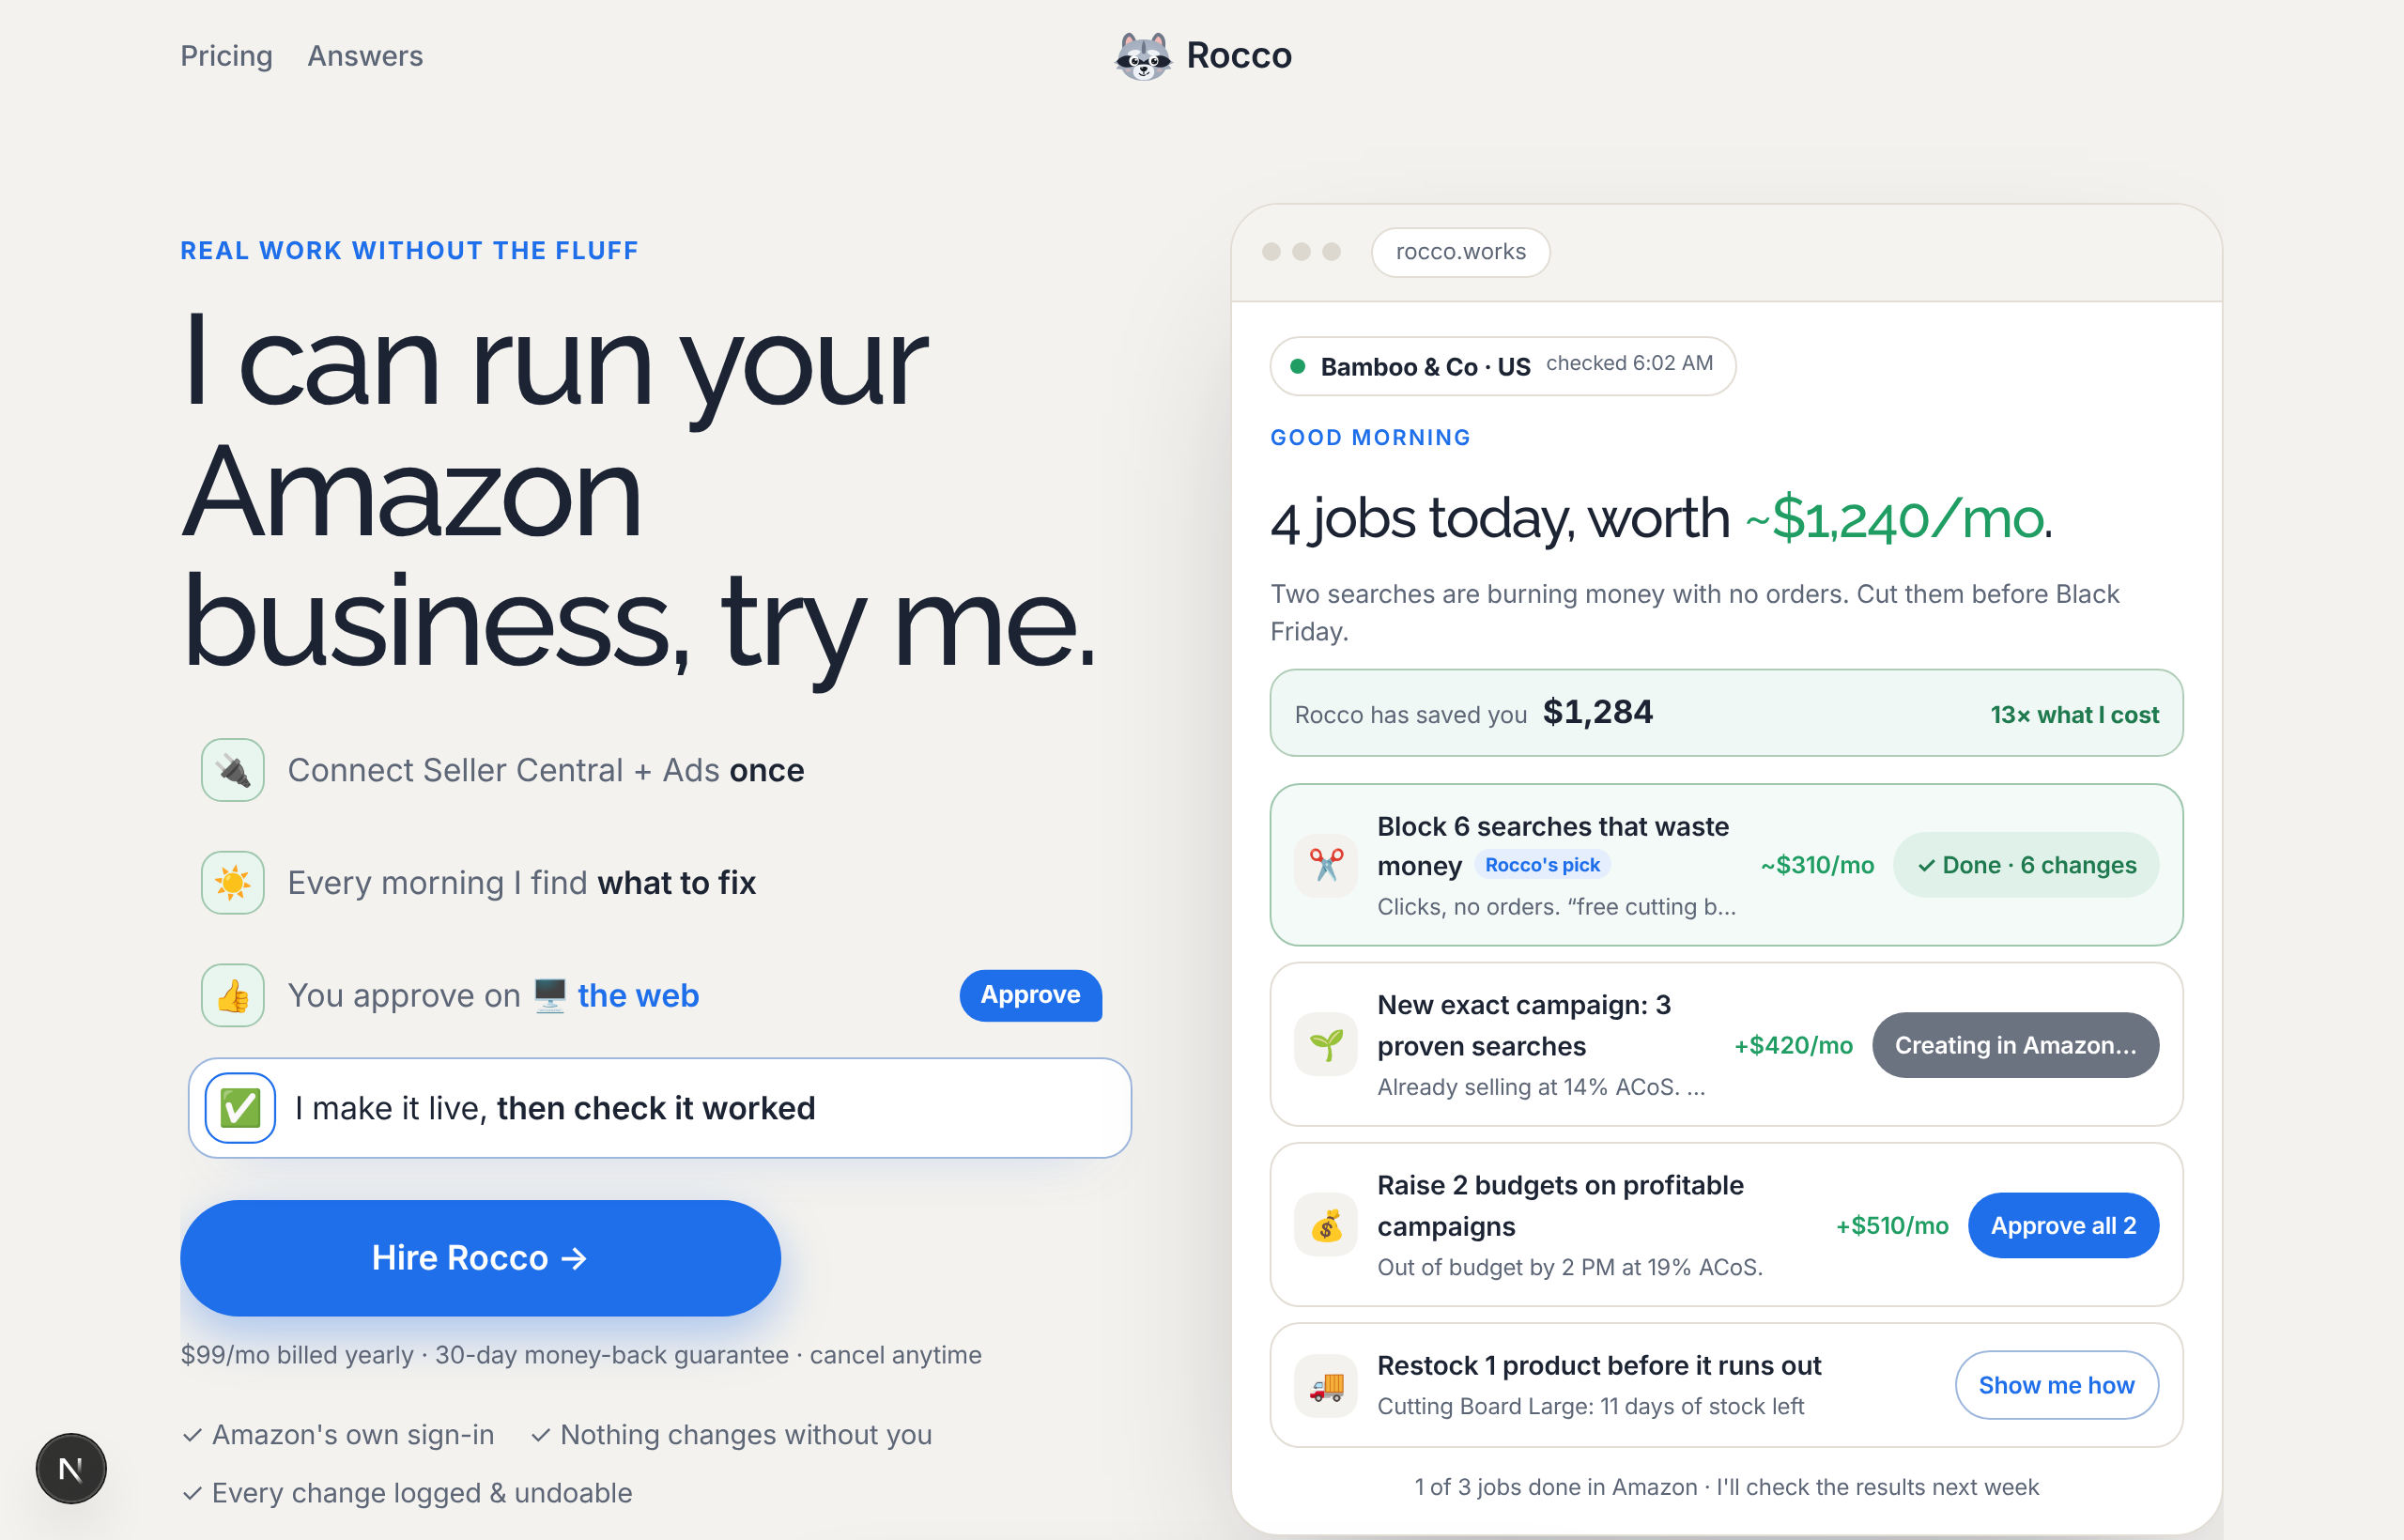 Pricing Answers
Rocco
REAL WORK WITHOUT THE FLUFF
I can run your
Amazon
business, try me.
Connect Seller Central + Ads once
Every morning I find what to fix
You approve on the web
Approve
I make it live, then check it worked
Hire Rocco →
$99/mo billed yearly · 30-day money-back guarantee · cancel anytime
✓ Amazon's own sign-in ✓ Nothing changes without you
✓ Every change logged & undoable
N
rocco.works
Bamboo & Co · US checked 6:02 AM
GOOD MORNING
4 jobs today, worth ~$1,240/mo.
Two searches are burning money with no orders. Cut them before Black
Friday.
Rocco has saved you $1,284
13× what I cost
Block 6 searches that waste
money Rocco's pick
Clicks, no orders. “free cutting b...
~$310/mo
✓ Done · 6 changes
New exact campaign: 3
proven searches
Already selling at 14% ACoS. ...
+$420/mo
Creating in Amazon...
Raise 2 budgets on profitable
campaigns
Out of budget by 2 PM at 19% ACoS.
+$510/mo
Approve all 2
Restock 1 product before it runs out
Cutting Board Large: 11 days of stock left
Show me how
1 of 3 jobs done in Amazon · I'll check the results next week